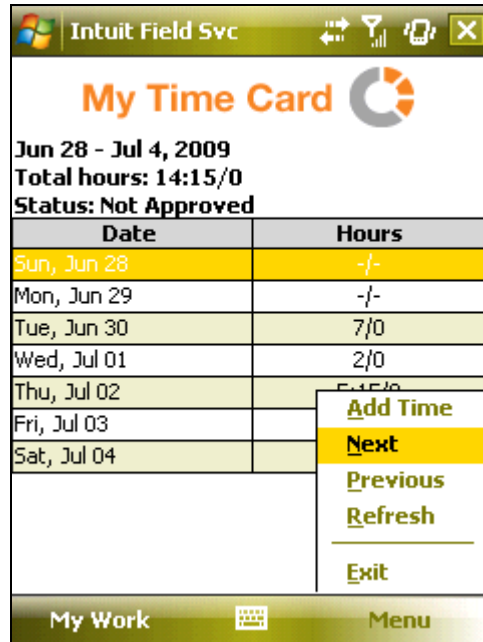 Intuit Field Svc
My Time Card
Jun 28 - Jul 4, 2009
Total hours: 14:15/0
Status: Not Approved
Date Hours
Sun, Jun 28 -/-
Mon, Jun 29 -/-
Tue, Jun 30 7/0
Wed, Jul 01 2/0
Thu, Jul 02
Fri, Jul 03
Sat, Jul 04
Add Time
Next
Previous
Refresh
Exit
My Work Menu